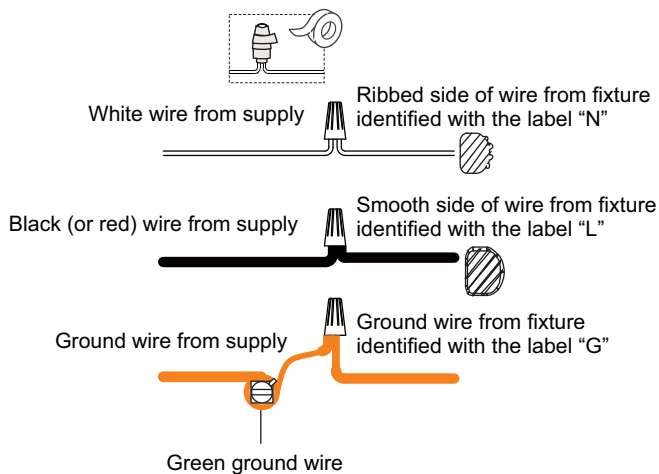 White wire from supply
Ribbed side of wire from fixture
identified with the label “N”
Black (or red) wire from supply
Smooth side of wire from fixture
identified with the label “L”
Ground wire from supply
Ground wire from fixture
identified with the label “G”
Green ground wire